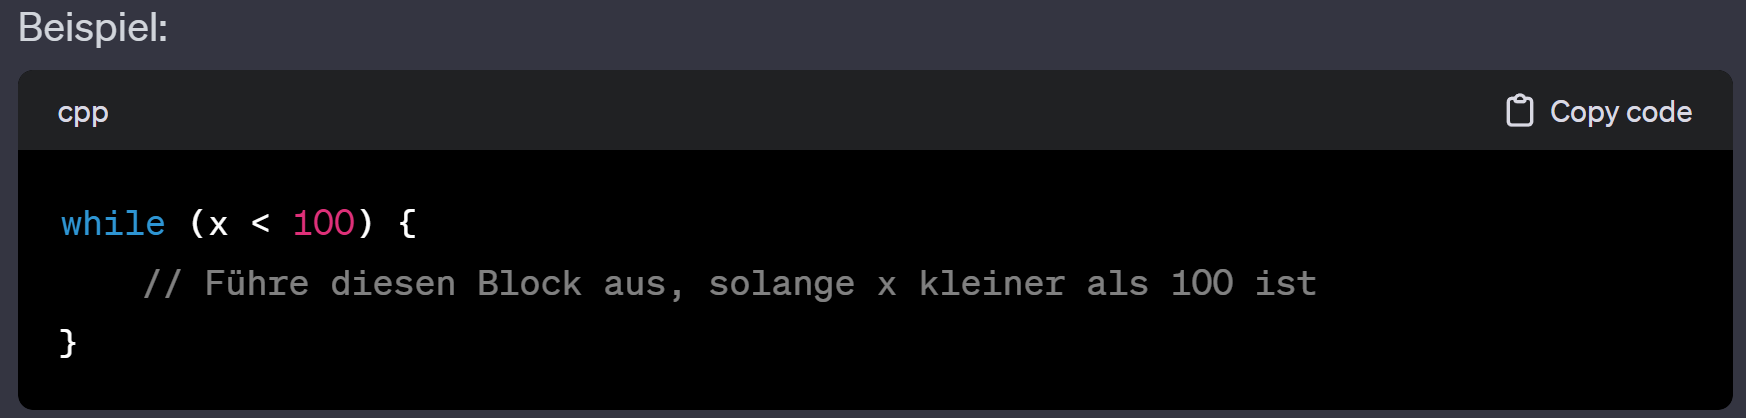 Beispiel:
cpp
Copy code
while (x < 100) {
// Führe diesen Block aus, solange x kleiner als 100 ist
}